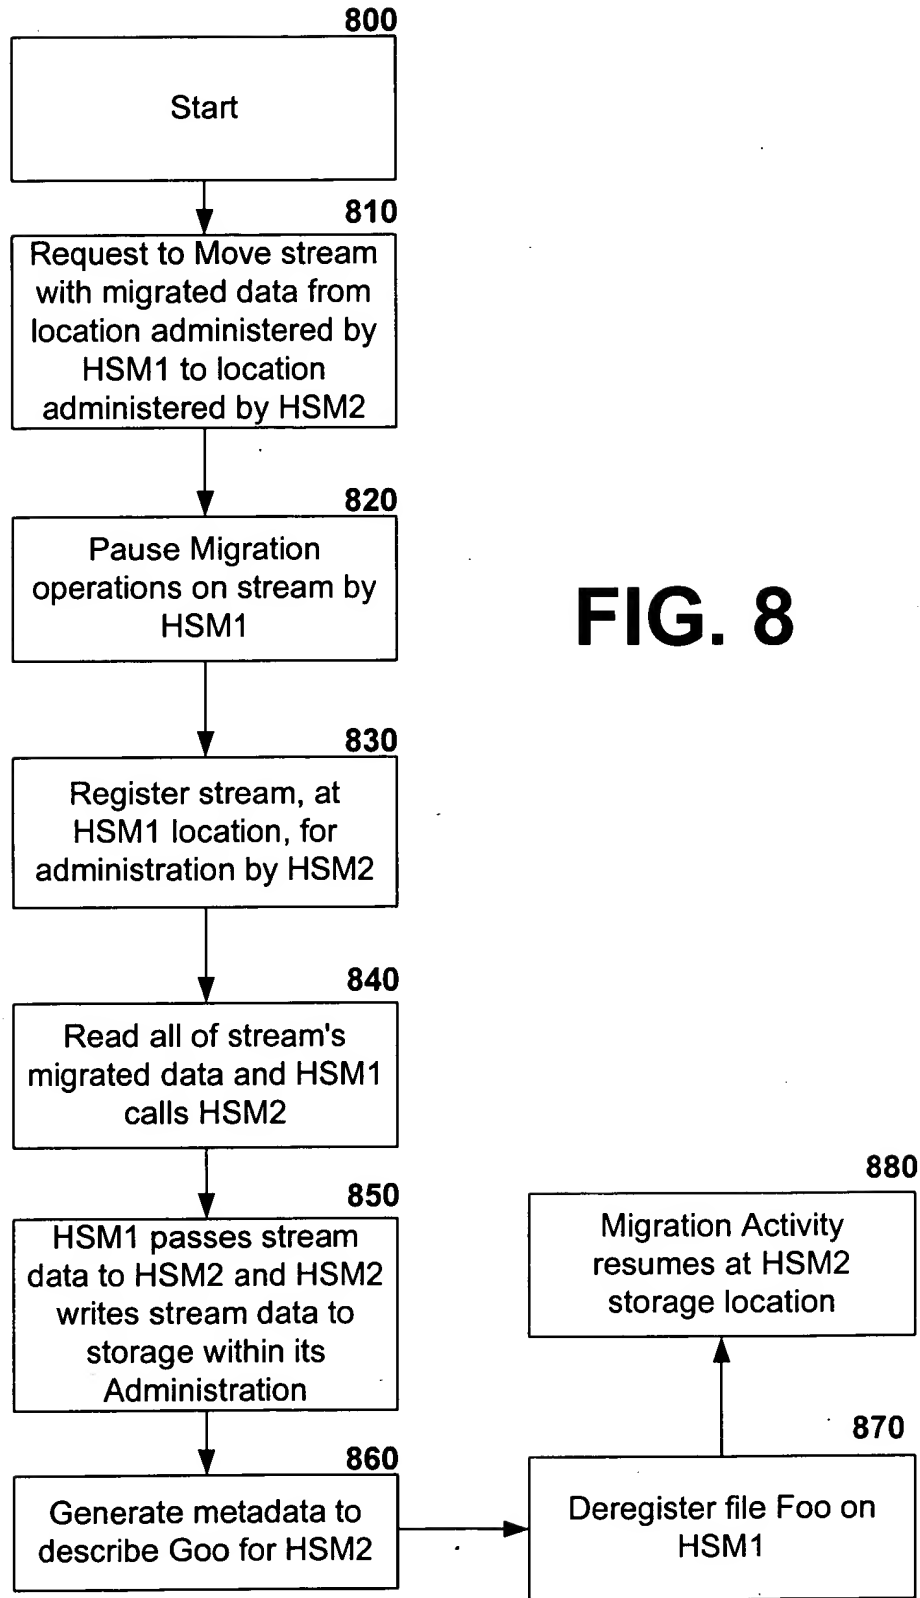 800
Start
810
Request to Move stream
with migrated data from
location administered by
HSM1 to location
administered by HSM2
820
Pause Migration
operations on stream by
HSM1
FIG. 8
830
Register stream, at
HSM1 location, for
administration by HSM2
840
Read all of stream's
migrated data and HSM1
calls HSM2
850
HSM1 passes stream
data to HSM2 and HSM2
writes stream data to
storage within its
Administration
860
Generate metadata to
describe Goo for HSM2
870
Deregister file Foo on
HSM1
880
Migration Activity
resumes at HSM2
storage location